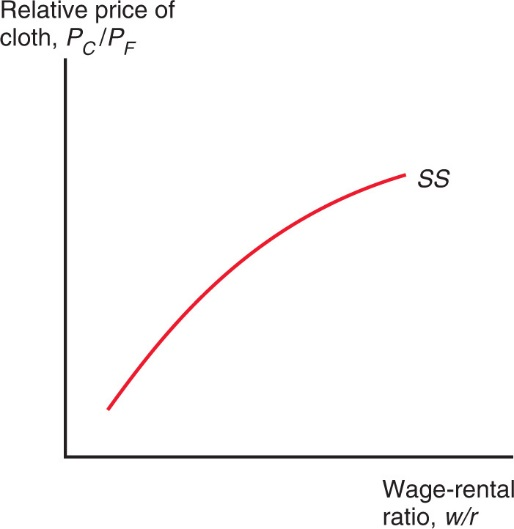 Relative price of
cloth, PC/PF
SS
Wage-rental
ratio, w/r